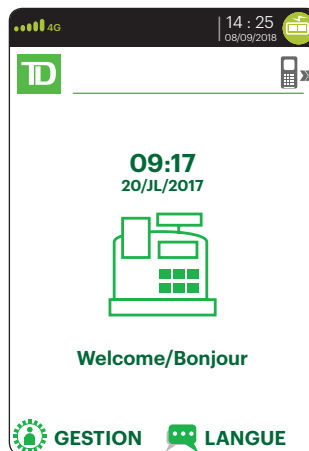 4G
14 : 25
08/09/2018
TD
09:17
20/JL/2017
Welcome/Bonjour
GESTION
LANGUE